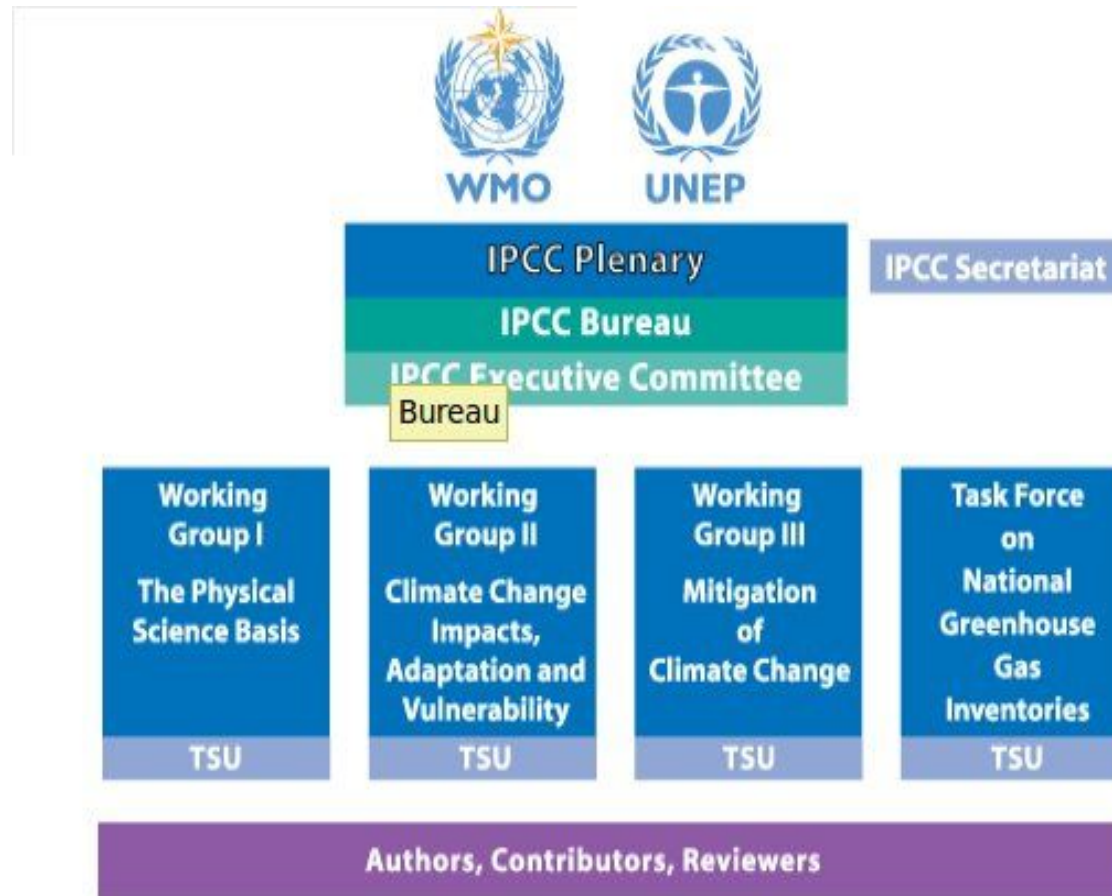 WMO
UNEP
IPCC Plenary
IPCC Secretariat
IPCC Bureau
IPCC Executive Committee
Bureau
Working
Group I
The Physical
Science Basis
TSU
Working
Group II
Climate Change
Impacts,
Adaptation and
Vulnerability
TSU
Working
Group III
Mitigation
of
Climate Change
TSU
Task Force
on
National
Greenhouse
Gas
Inventories
TSU
Authors, Contributors, Reviewers